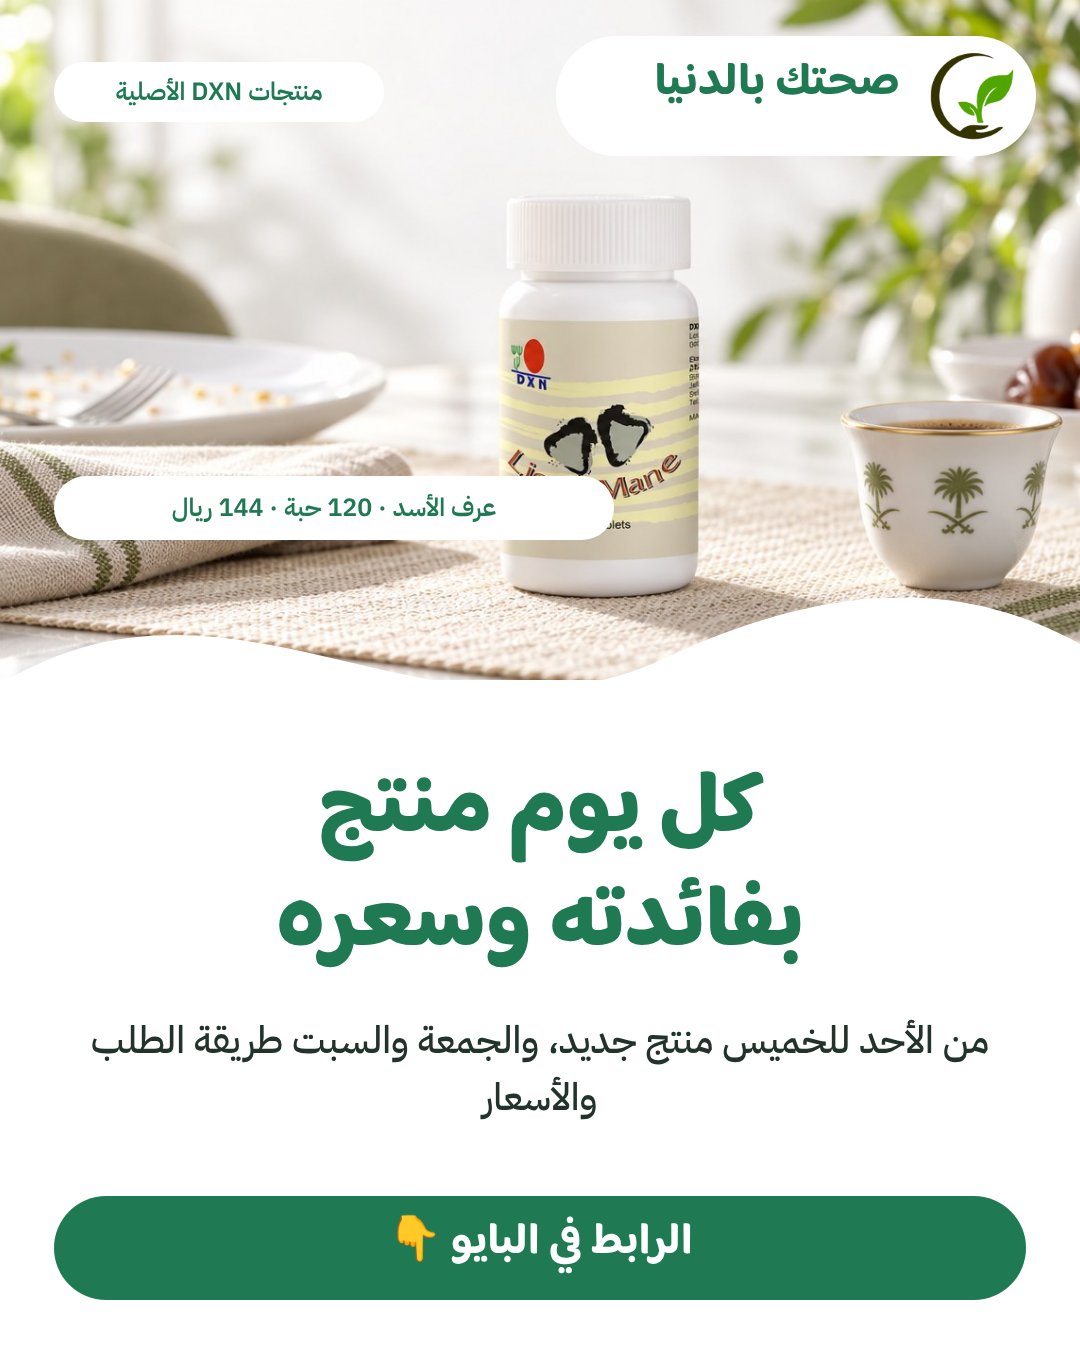 صحتك بالدنيا
منتجات DXN الأصلية
DXN
Mane
عرف الأسد · 120 حبة · 144 ريال
كل يوم منتج
بفائدته وسعره
من الأحد للخميس منتج جديد، والجمعة والسبت طريقة الطلب
والأسعار
الرابط في البايو 👇